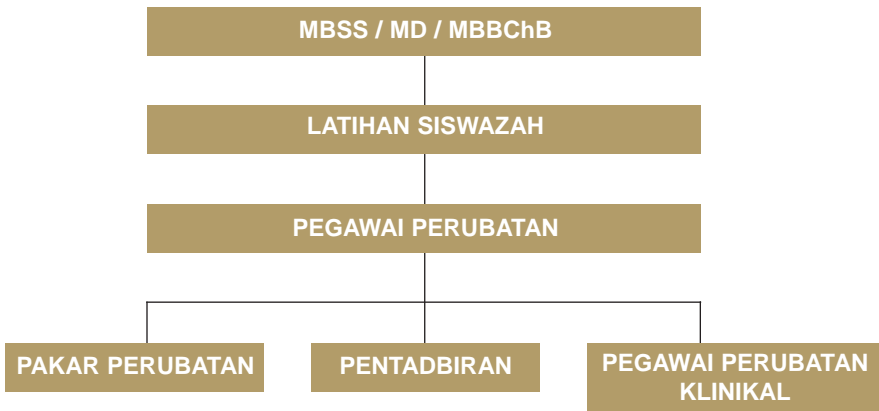 MBSS / MD / MBBChB
LATIHAN SISWAZAH
PEGAWAI PERUBATAN
PAKAR PERUBATAN
PENTADBIRAN
PEGAWAI PERUBATAN
KLINIKAL